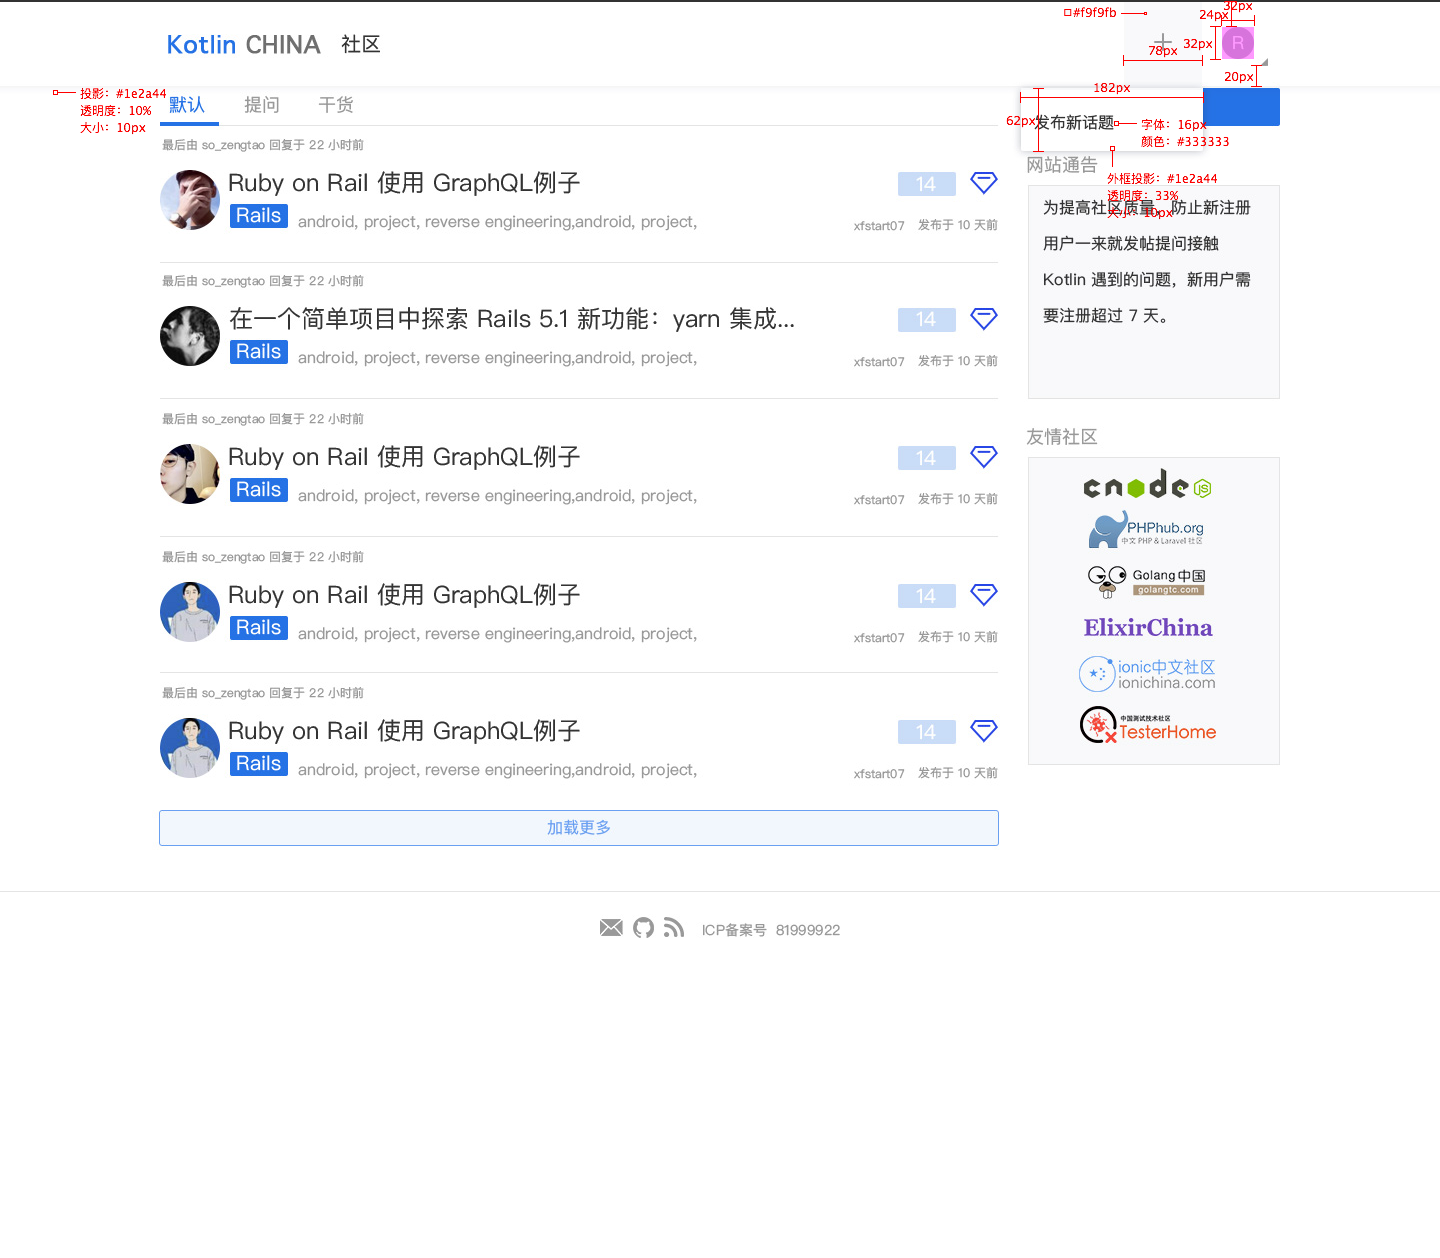 #f9f9fb
32px
24px
Kotlin CHINA 社区
78px
32px
R
20px
投影：#1e2a44
透明度：10%
大小：10px
默认 提问 干货
182px
62px
发布新话题
字体：16px
颜色：#333333
最后由 so_zengtao 回复于 22 小时前
Ruby on Rail 使用 GraphQL例子
14
Rails
android, project, reverse engineering,android, project,
xfstart07 发布于 10 天前
网站通告
外框投影：#1e2a44
透明度：33%
大小：10px
为提高社区质量，防止新注册
用户一来就发帖提问接触
Kotlin 遇到的问题，新用户需
要注册超过 7 天。
最后由 so_zengtao 回复于 22 小时前
在一个简单项目中探索 Rails 5.1 新功能：yarn 集成...
14
Rails
android, project, reverse engineering,android, project,
xfstart07 发布于 10 天前
最后由 so_zengtao 回复于 22 小时前
Ruby on Rail 使用 GraphQL例子
14
Rails
android, project, reverse engineering,android, project,
xfstart07 发布于 10 天前
友情社区
cnode JS
PHPhub.org
中文 PHP & Laravel 社区
Golang中国
golangtc.com
ElixirChina
ionic中文社区
ionichina.com
中国测试技术社区
TesterHome
最后由 so_zengtao 回复于 22 小时前
Ruby on Rail 使用 GraphQL例子
14
Rails
android, project, reverse engineering,android, project,
xfstart07 发布于 10 天前
最后由 so_zengtao 回复于 22 小时前
Ruby on Rail 使用 GraphQL例子
14
Rails
android, project, reverse engineering,android, project,
xfstart07 发布于 10 天前
加载更多
ICP备案号 81999922